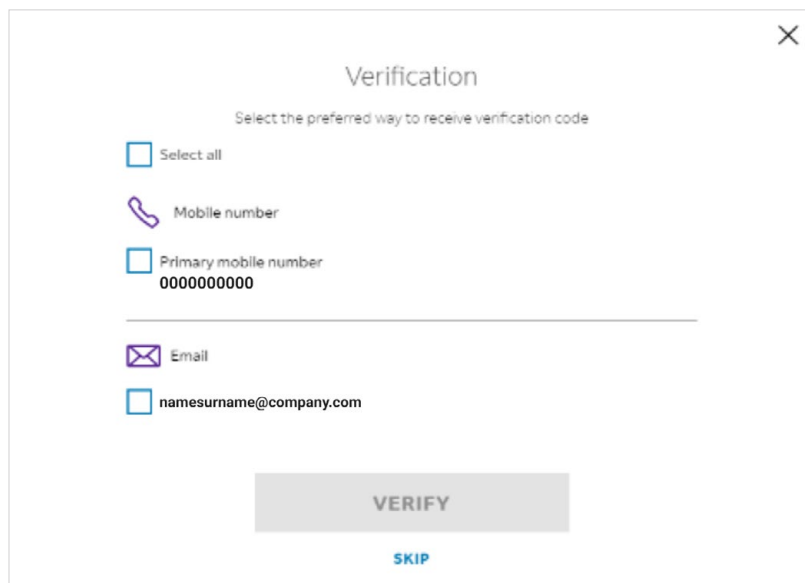 Verification
Select the preferred way to receive verification code
Select all
Mobile number
Primary mobile number
0000000000
Email
namesurname@company.com
VERIFY
SKIP